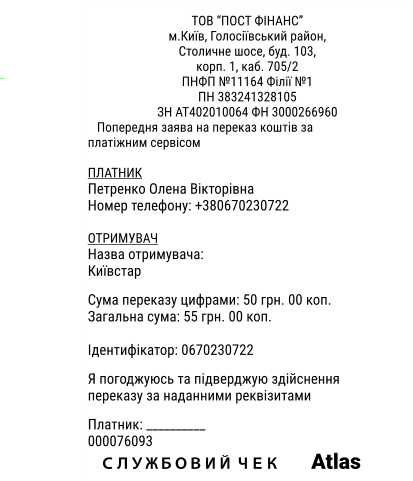 ТОВ “ПОСТ ФІНАНС”
м.Київ, Голосіївський район,
Столичне шосе, буд. 103,
корп. 1, каб. 705/2
ПНФП №11164 Філії №1
ПН 383241328105
ЗН АТ402010064 ФН 3000266960
Попередня заява на переказ коштів за
платіжним сервісом
ПЛАТНИК
Петренко Олена Вікторівна
Номер телефону: +380670230722
ОТРИМУВАЧ
Назва отримувача:
Київстар
Сума переказу цифрами: 50 грн. 00 коп.
Загальна сума: 55 грн. 00 коп.
Ідентифікатор: 0670230722
Я погоджуюсь та підверджую здійснення
переказу за наданними реквізитами
Платник: __________
000076093
СЛУЖБОВИЙ ЧЕК Atlas